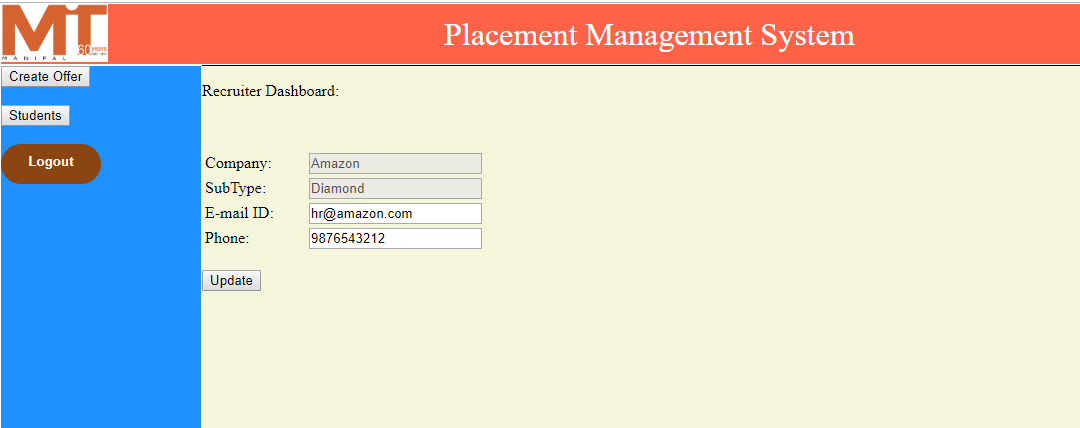 MIT
60 years
MANIPAL
Placement Management System
Create Offer
Students
Logout
Recruiter Dashboard:
Company: Amazon
SubType: Diamond
E-mail ID: hr@amazon.com
Phone: 9876543212
Update